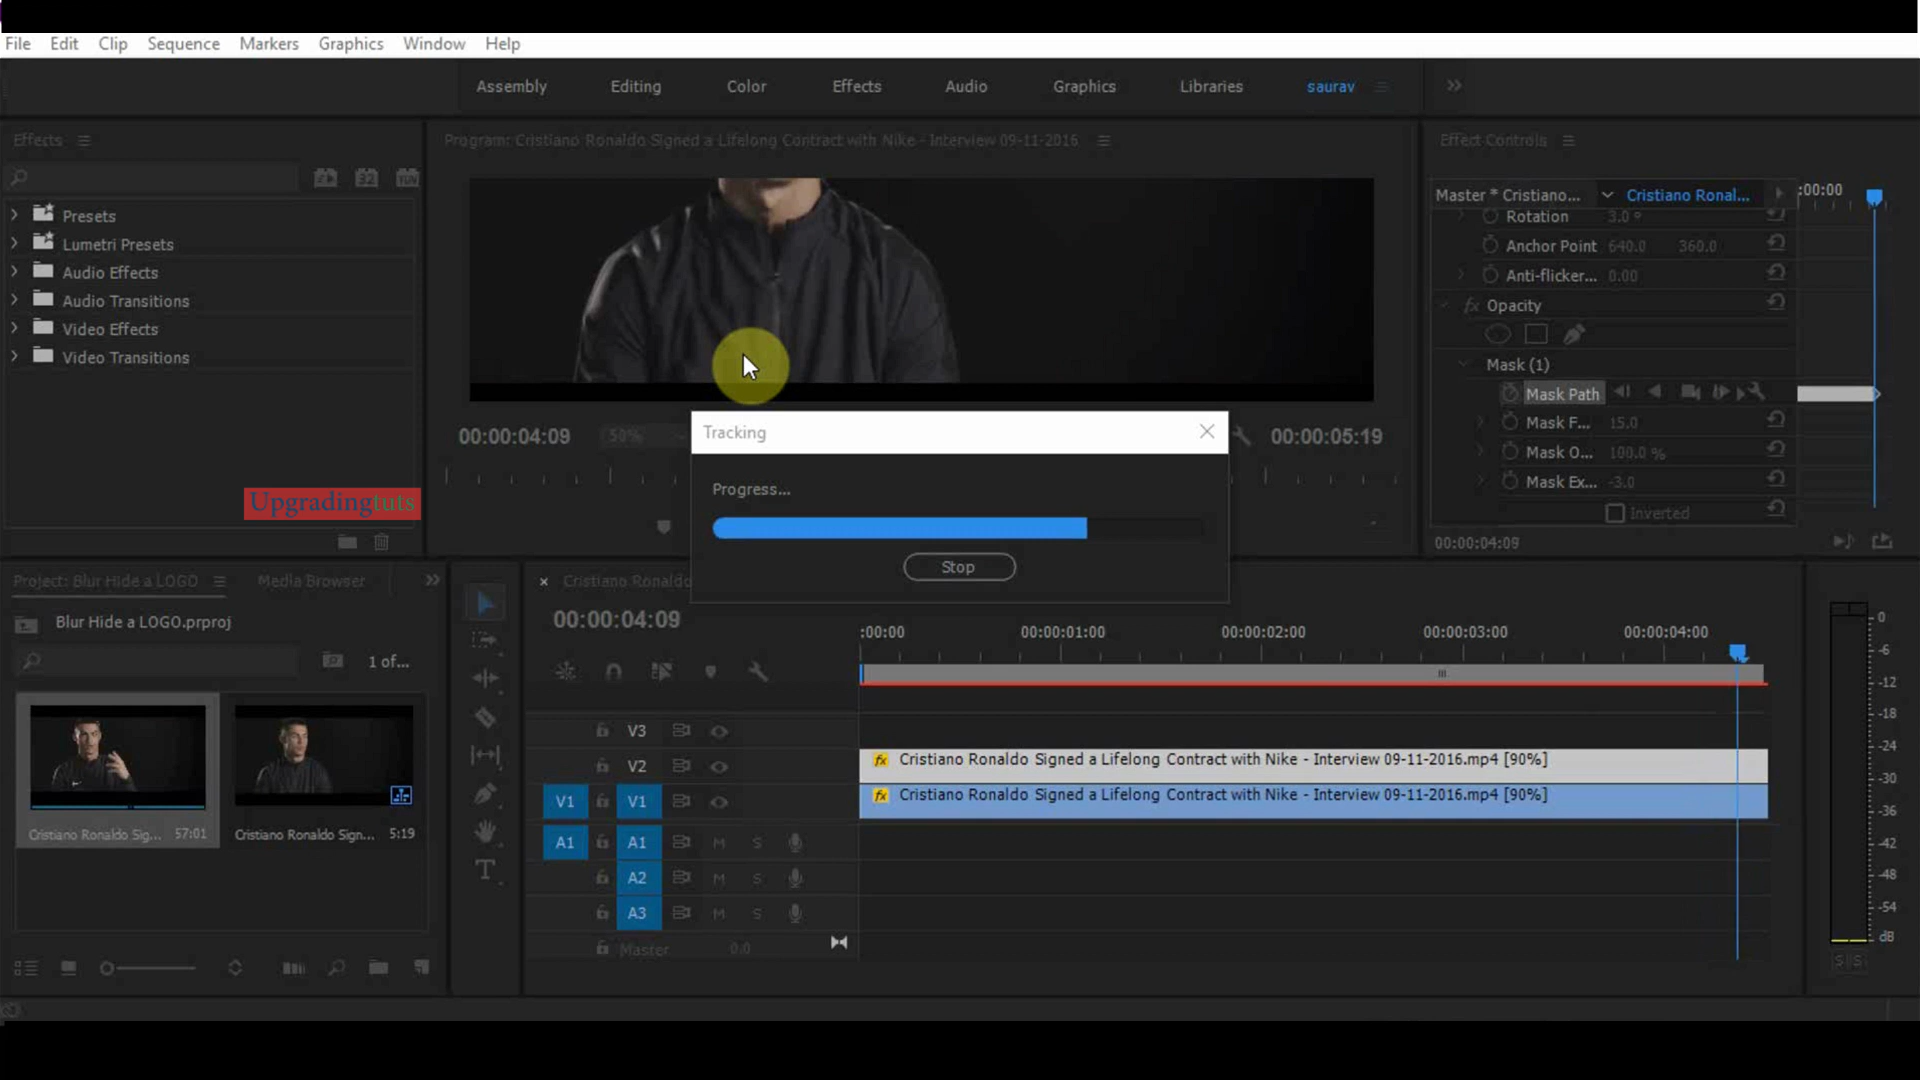 File Edit Clip Sequence Markers Graphics Window Help
Assembly Editing Color Effects Audio Graphics Libraries saurav
Effects
Presets
Lumetri Presets
Audio Effects
Audio Transitions
Video Effects
Video Transitions
Upgradingtuts
Program: Cristiano Ronaldo Signed a Lifelong Contract with Nike - Interview 09-11-2016
00:00:04:09 50% 00:00:05:19
Tracking
Progress...
Stop
Effect Controls
Master * Cristiano... Cristiano Ronal... :00:00
Rotation 3.0 °
Anchor Point 640.0 360.0
Anti-flicker... 0.00
fx Opacity
Mask (1)
Mask Path
Mask F... 15.0
Mask O... 100.0 %
Mask Ex... -3.0
Inverted
00:00:04:09
Project: Blur Hide a LOGO Media Browser
Blur Hide a LOGO.prproj
1 of...
Cristiano Ronaldo Sig... 57:01 Cristiano Ronaldo Sign... 5:19
Cristiano Ronaldo
00:00:04:09
:00:00 00:00:01:00 00:00:02:00 00:00:03:00 00:00:04:00
V3
V2 fx Cristiano Ronaldo Signed a Lifelong Contract with Nike - Interview 09-11-2016.mp4 [90%]
V1 V1 fx Cristiano Ronaldo Signed a Lifelong Contract with Nike - Interview 09-11-2016.mp4 [90%]
A1 A1 M S
A2 M S
A3 M S
Master 0.0
0
-6
-12
-18
-24
-30
-36
-42
-48
-54
dB
S S